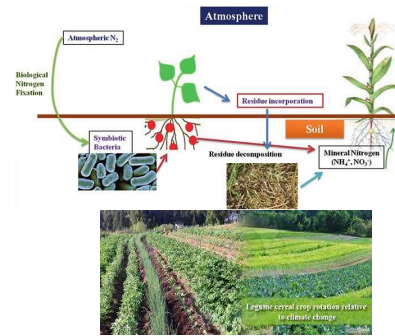 Atmosphere
Atmospheric N₂
Biological
Nitrogen
Fixation
Residue incorporation
Soil
Symbiotic
Bacteria
Residue decomposition
Mineral Nitrogen
(NH₄⁺, NO₃⁻)
Legume cereal crop rotation relative
to climate change